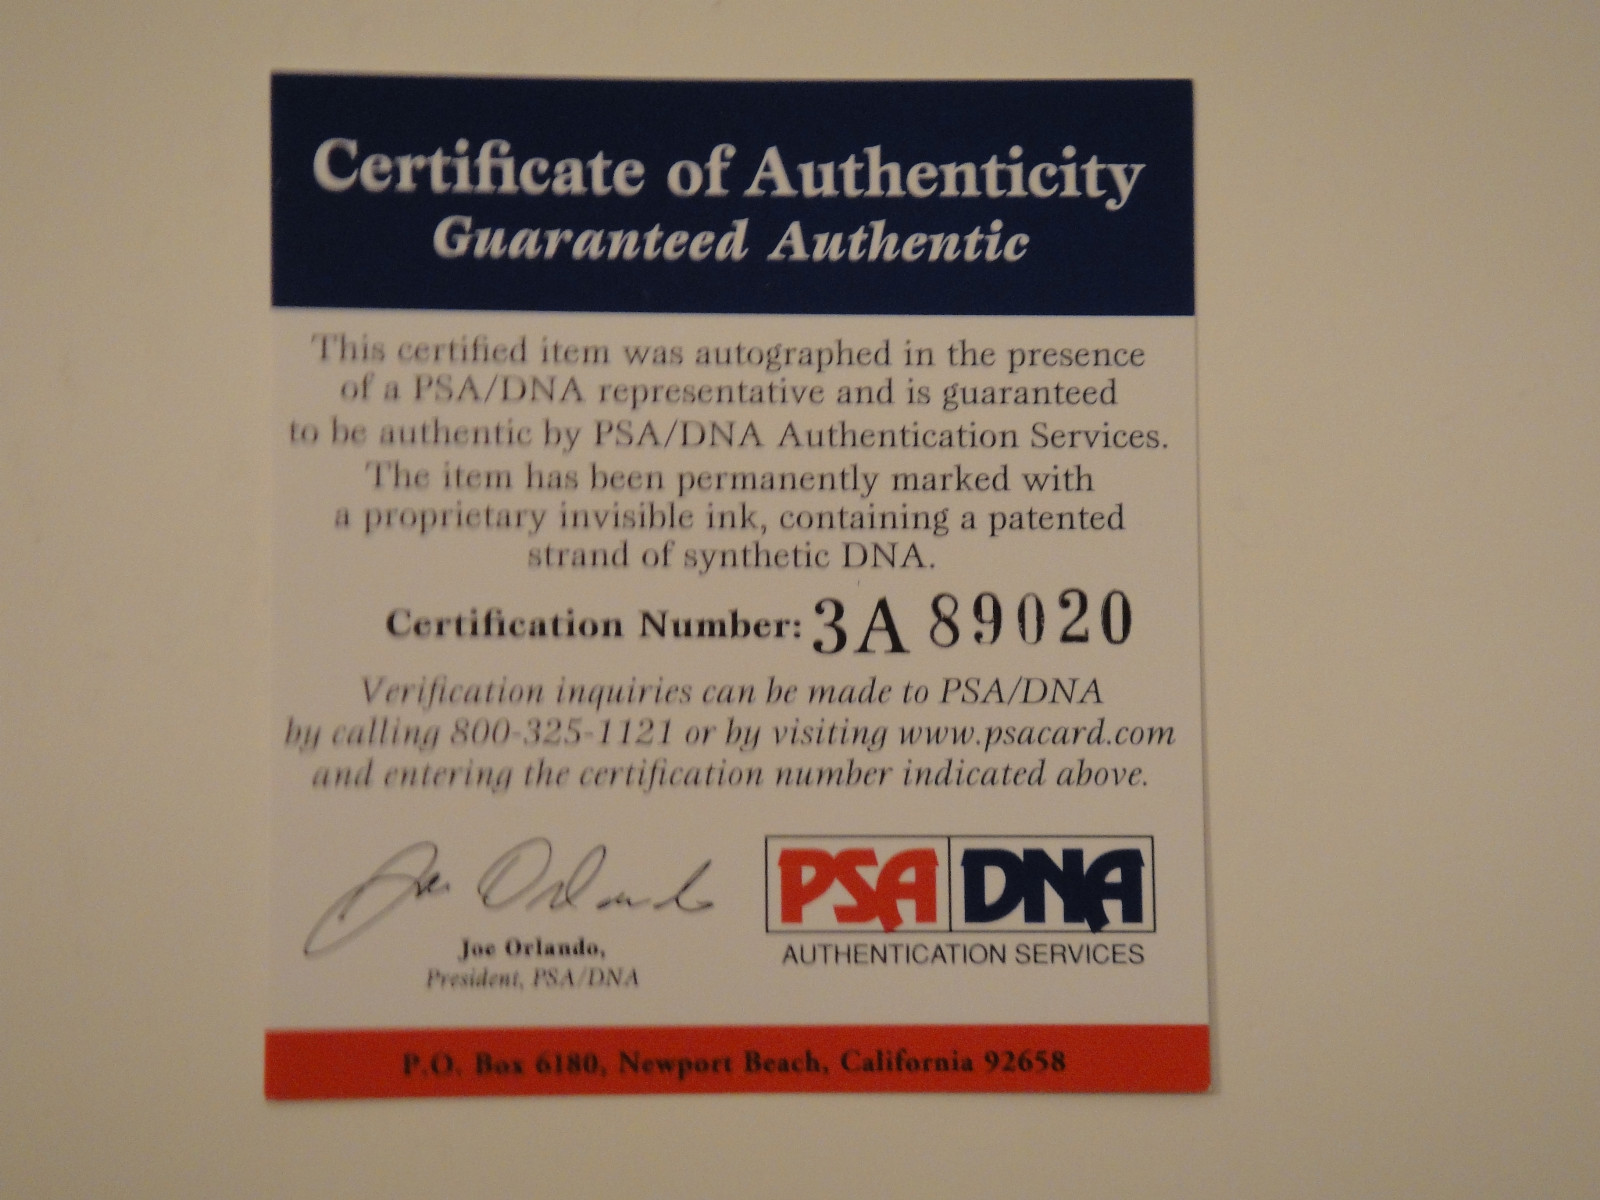 Certificate of Authenticity
Guaranteed Authentic
This certified item was autographed in the presence
of a PSA/DNA representative and is guaranteed
to be authentic by PSA/DNA Authentication Services.
The item has been permanently marked with
a proprietary invisible ink, containing a patented
strand of synthetic DNA.
Certification Number: 3A 89020
Verification inquiries can be made to PSA/DNA
by calling 800-325-1121 or by visiting www.psacard.com
and entering the certification number indicated above.
Joe Orlando
Joe Orlando,
President, PSA/DNA
PSA DNA
AUTHENTICATION SERVICES
P.O. Box 6180, Newport Beach, California 92658